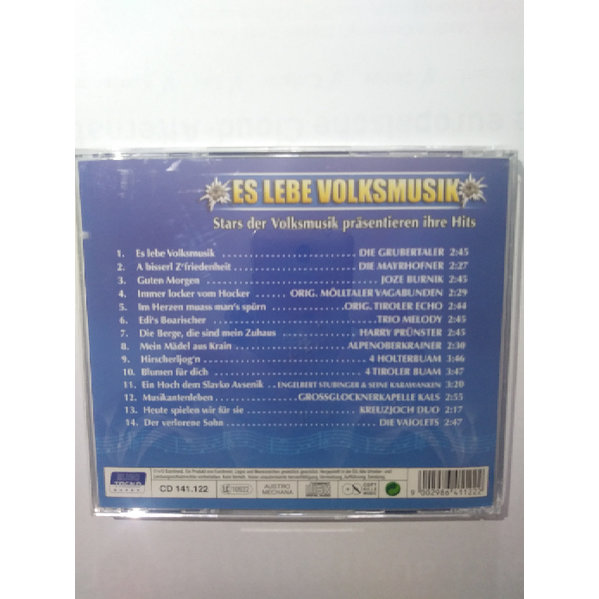 ES LEBE VOLKSMUSIK
Stars der Volksmusik präsentieren ihre Hits
1. Es lebe Volksmusik DIE GRUBERTALER 2:45
2. A bisserl Z'friedenheit DIE MAYRHOFNER 2:27
3. Guten Morgen JOZE BURNIK 2:45
4. Immer locker vom Hocker ORIG. MÖLLTALER VAGABUNDEN 2:29
5. Im Herzen muass man's spürn ORIG. TIROLER ECHO 2:44
6. Edi's Boarischer TRIO MELODY 2:45
7. Die Berge, die sind mein Zuhaus HARRY PRÜNSTER 2:45
8. Mein Mädel aus Krain ALPENOBERKRAINER 2:30
9. Hirscherljog'n 4 HOLTERBUAM 3:46
10. Blumen für dich 4 TIROLER BUAM 3:47
11. Ein Hoch dem Slavko Avsenik ENGELBERT STUBINGER & SEINE KARAWANKEN 3:20
12. Musikantenleben GROSSGLOCKNERKAPELLE KALS 2:55
13. Heute spielen wir für sie KREUZJOCH DUO 2:17
14. Der verlorene Sohn DIE VAJOLETS 2:47
CD 141.122
LC 10922
AUSTRO
MECHANA
9 002986 411222